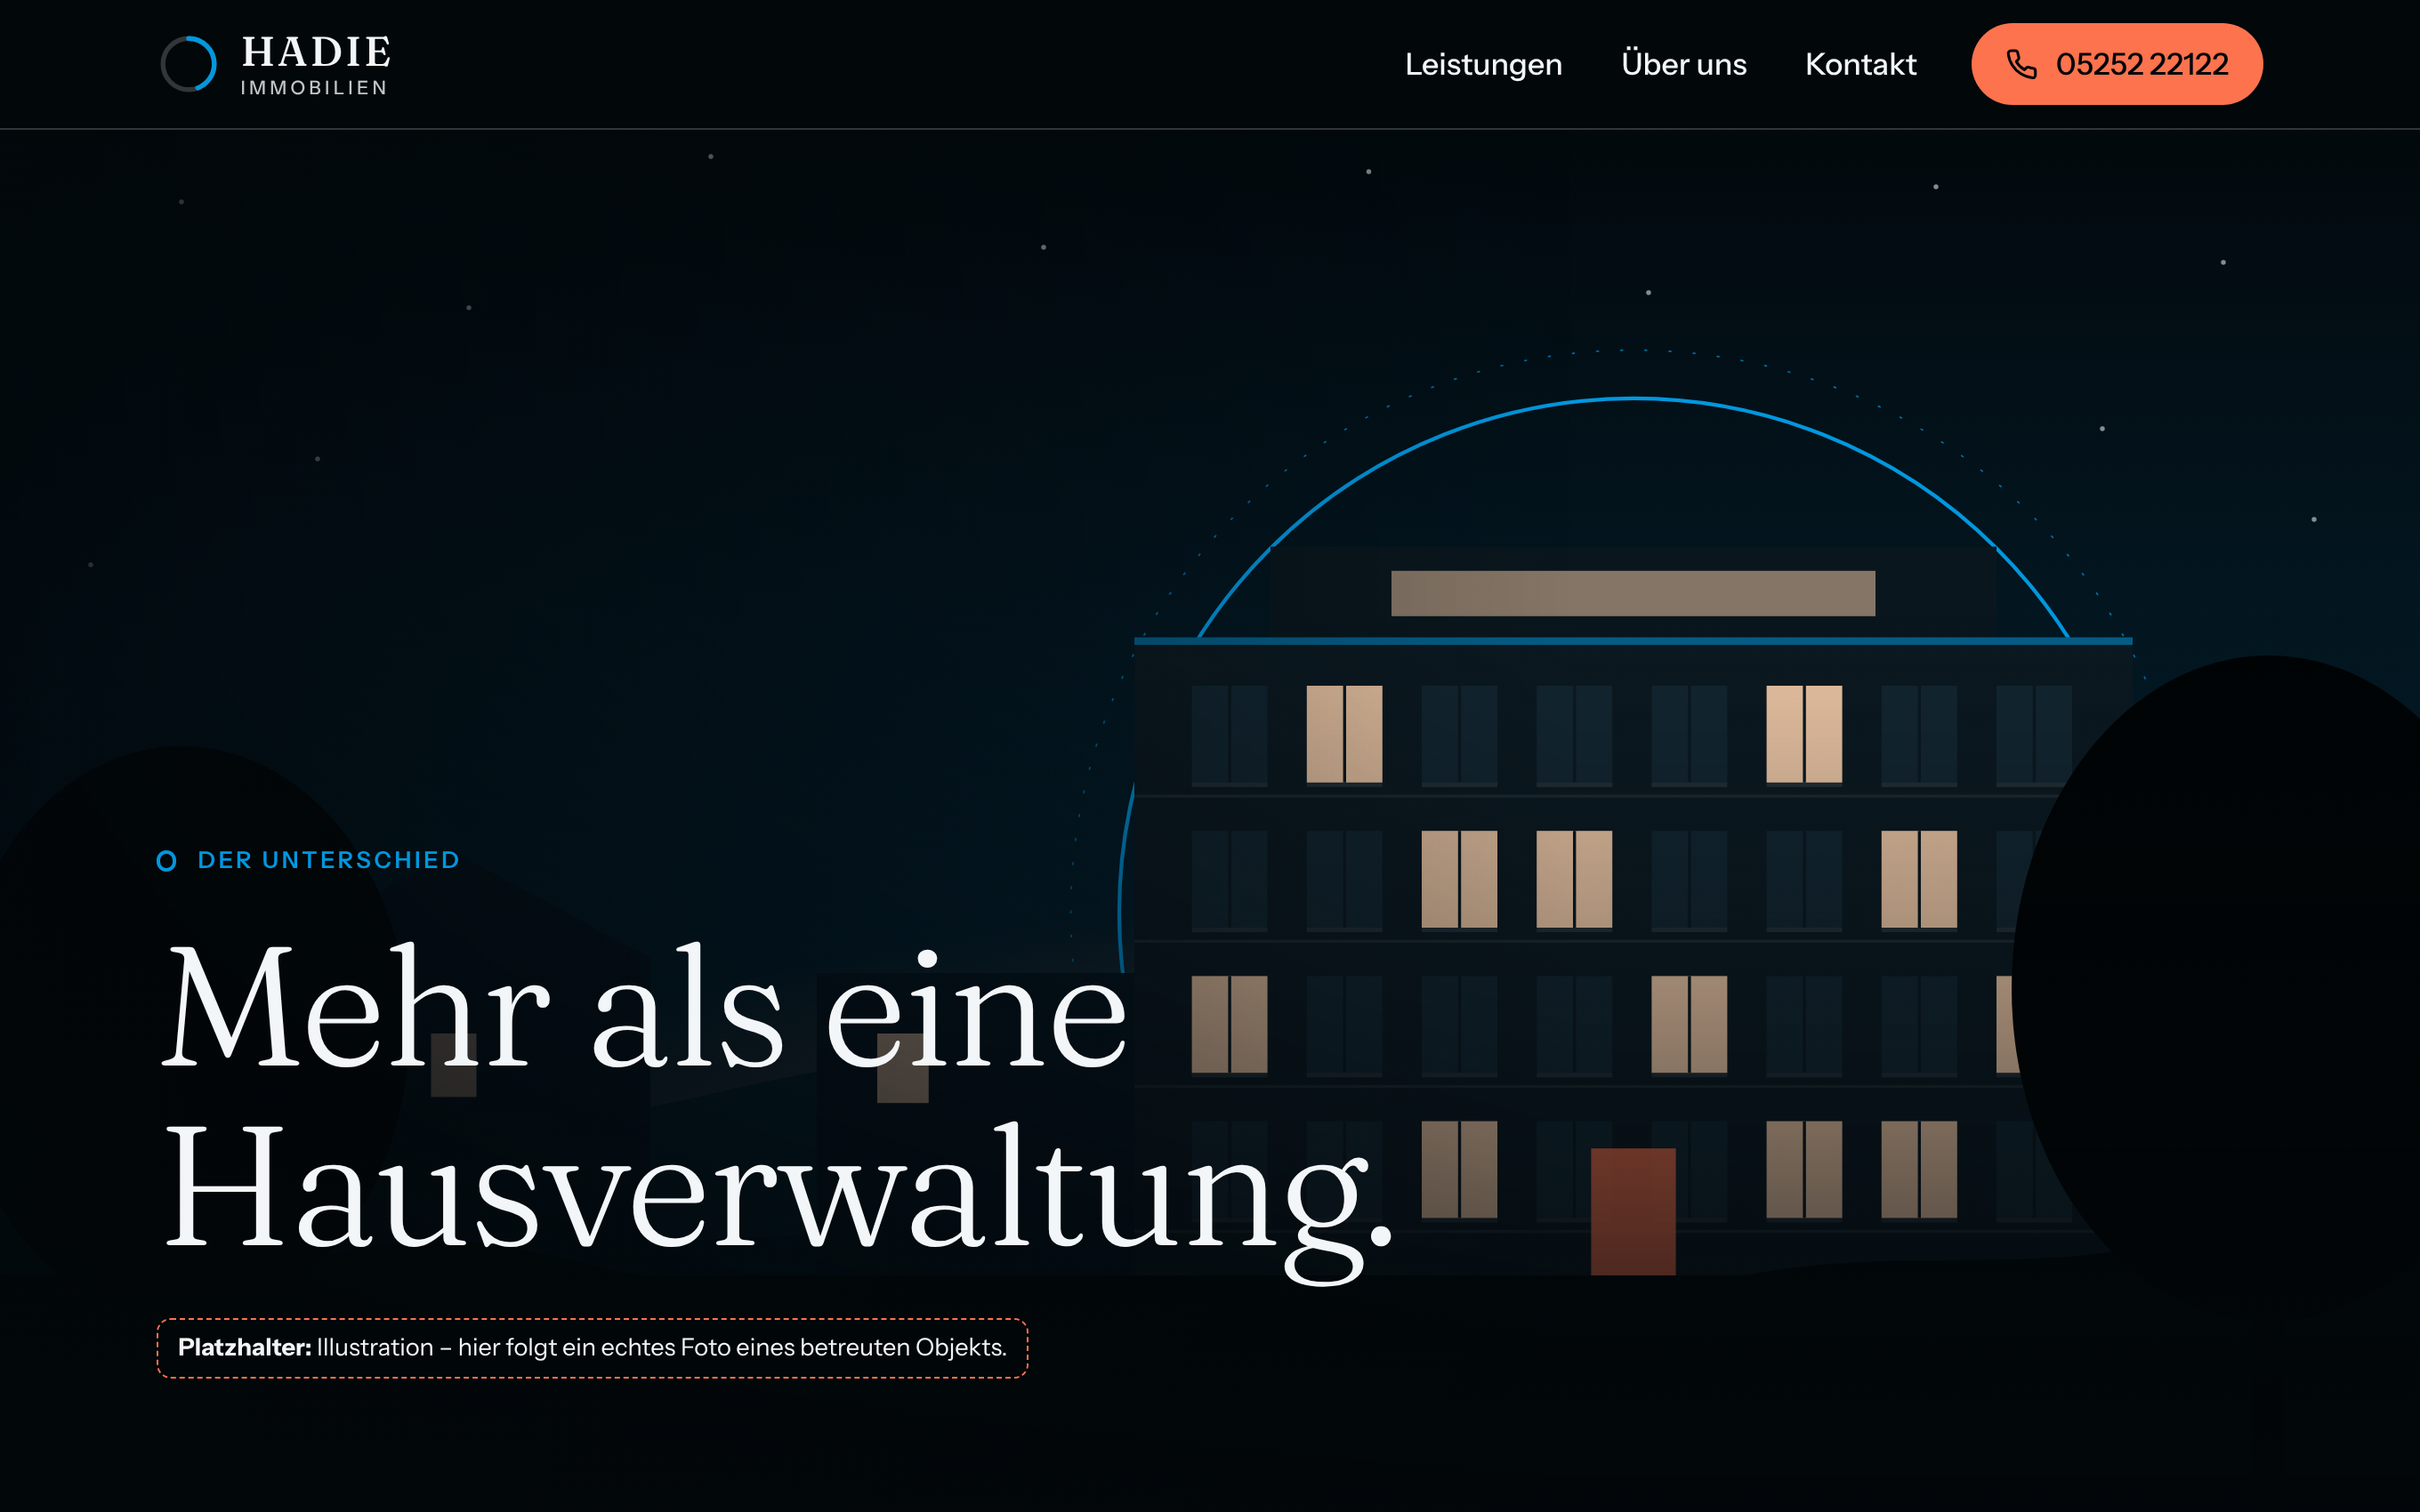 HADIE
IMMOBILIEN
Leistungen
Über uns
Kontakt
05252 22122
DER UNTERSCHIED
Mehr als eine
Hausverwaltung.
Platzhalter: Illustration – hier folgt ein echtes Foto eines betreuten Objekts.